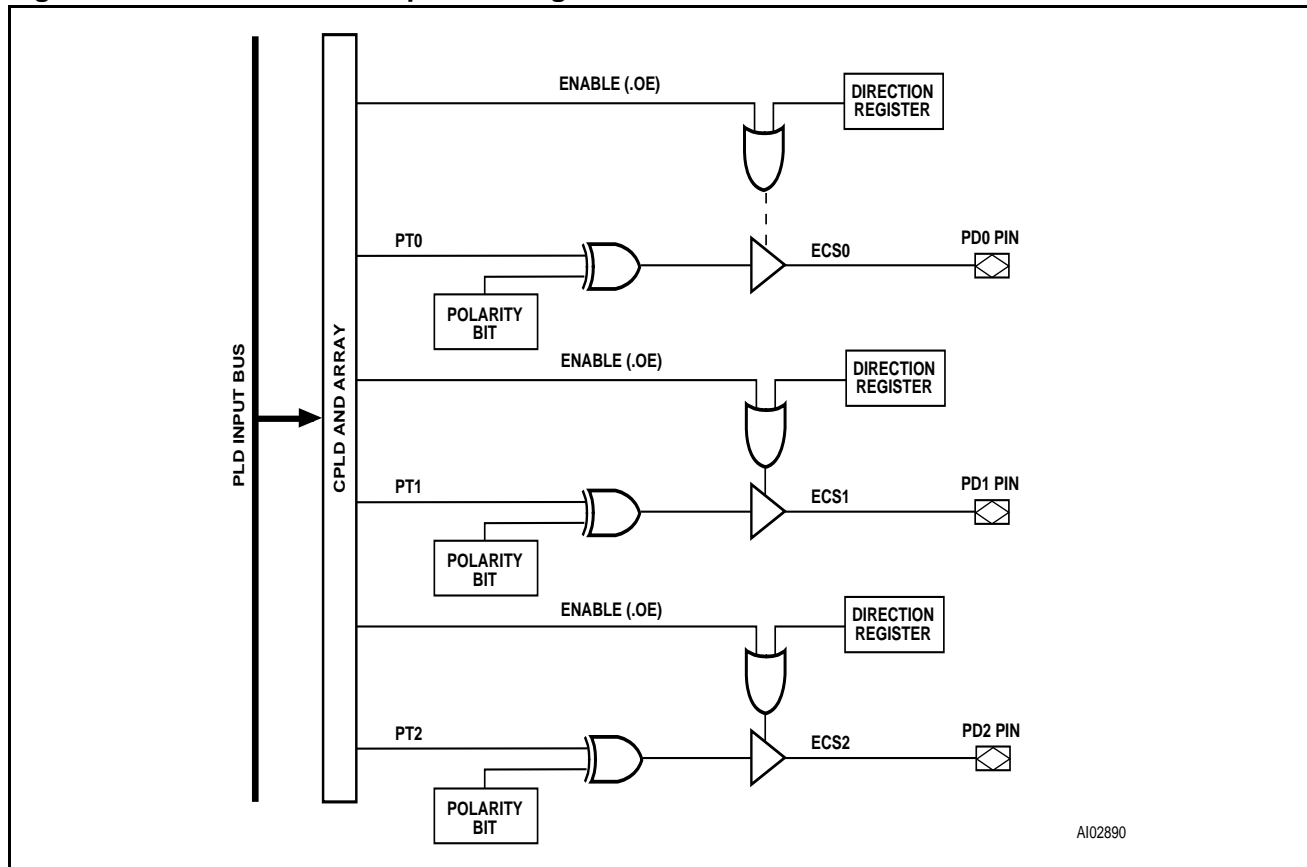 ENABLE (.OE)
DIRECTION
REGISTER
PT0
ECS0
PD0 PIN
POLARITY
BIT
PLD INPUT BUS
CPLD AND ARRAY
ENABLE (.OE)
DIRECTION
REGISTER
PT1
ECS1
PD1 PIN
POLARITY
BIT
ENABLE (.OE)
DIRECTION
REGISTER
PT2
ECS2
PD2 PIN
POLARITY
BIT
AI02890